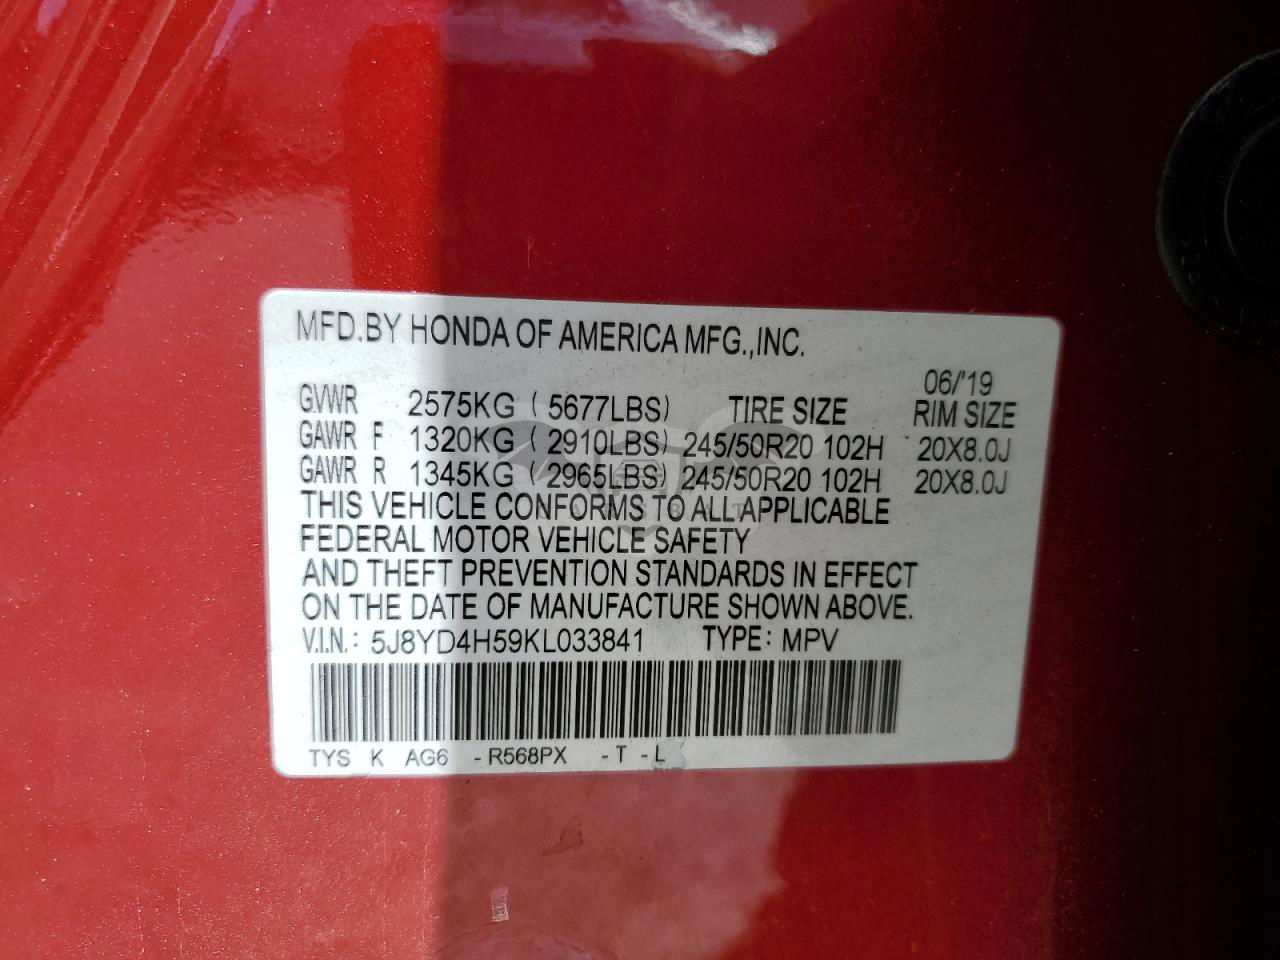 MFD.BY HONDA OF AMERICA MFG.,INC.
06/'19
GVWR 2575KG ( 5677LBS) TIRE SIZE RIM SIZE
GAWR F 1320KG ( 2910LBS) 245/50R20 102H 20X8.0J
GAWR R 1345KG ( 2965LBS) 245/50R20 102H 20X8.0J
THIS VEHICLE CONFORMS TO ALL APPLICABLE
FEDERAL MOTOR VEHICLE SAFETY
AND THEFT PREVENTION STANDARDS IN EFFECT
ON THE DATE OF MANUFACTURE SHOWN ABOVE.
V.I.N.: 5J8YD4H59KL033841 TYPE: MPV
TYS K AG6 -R568PX -T -L